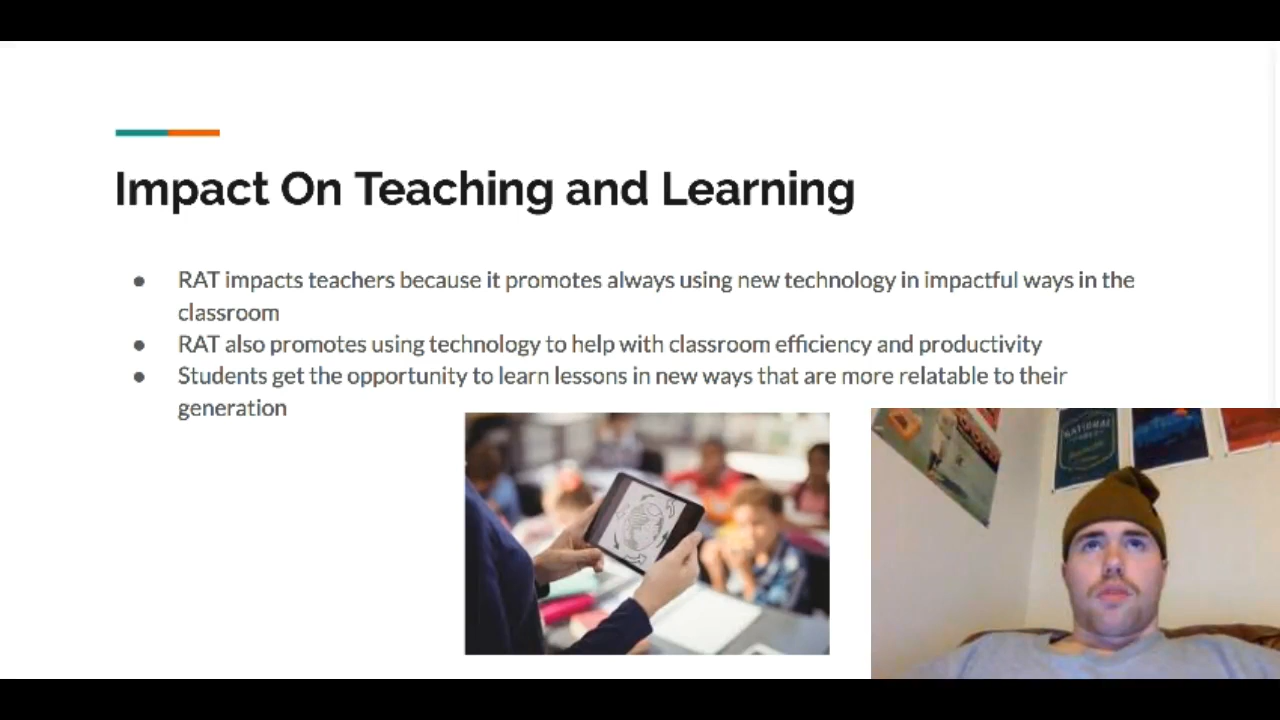 Impact On Teaching and Learning
● RAT impacts teachers because it promotes always using new technology in impactful ways in the
classroom
● RAT also promotes using technology to help with classroom efficiency and productivity
● Students get the opportunity to learn lessons in new ways that are more relatable to their
generation
NATIONAL